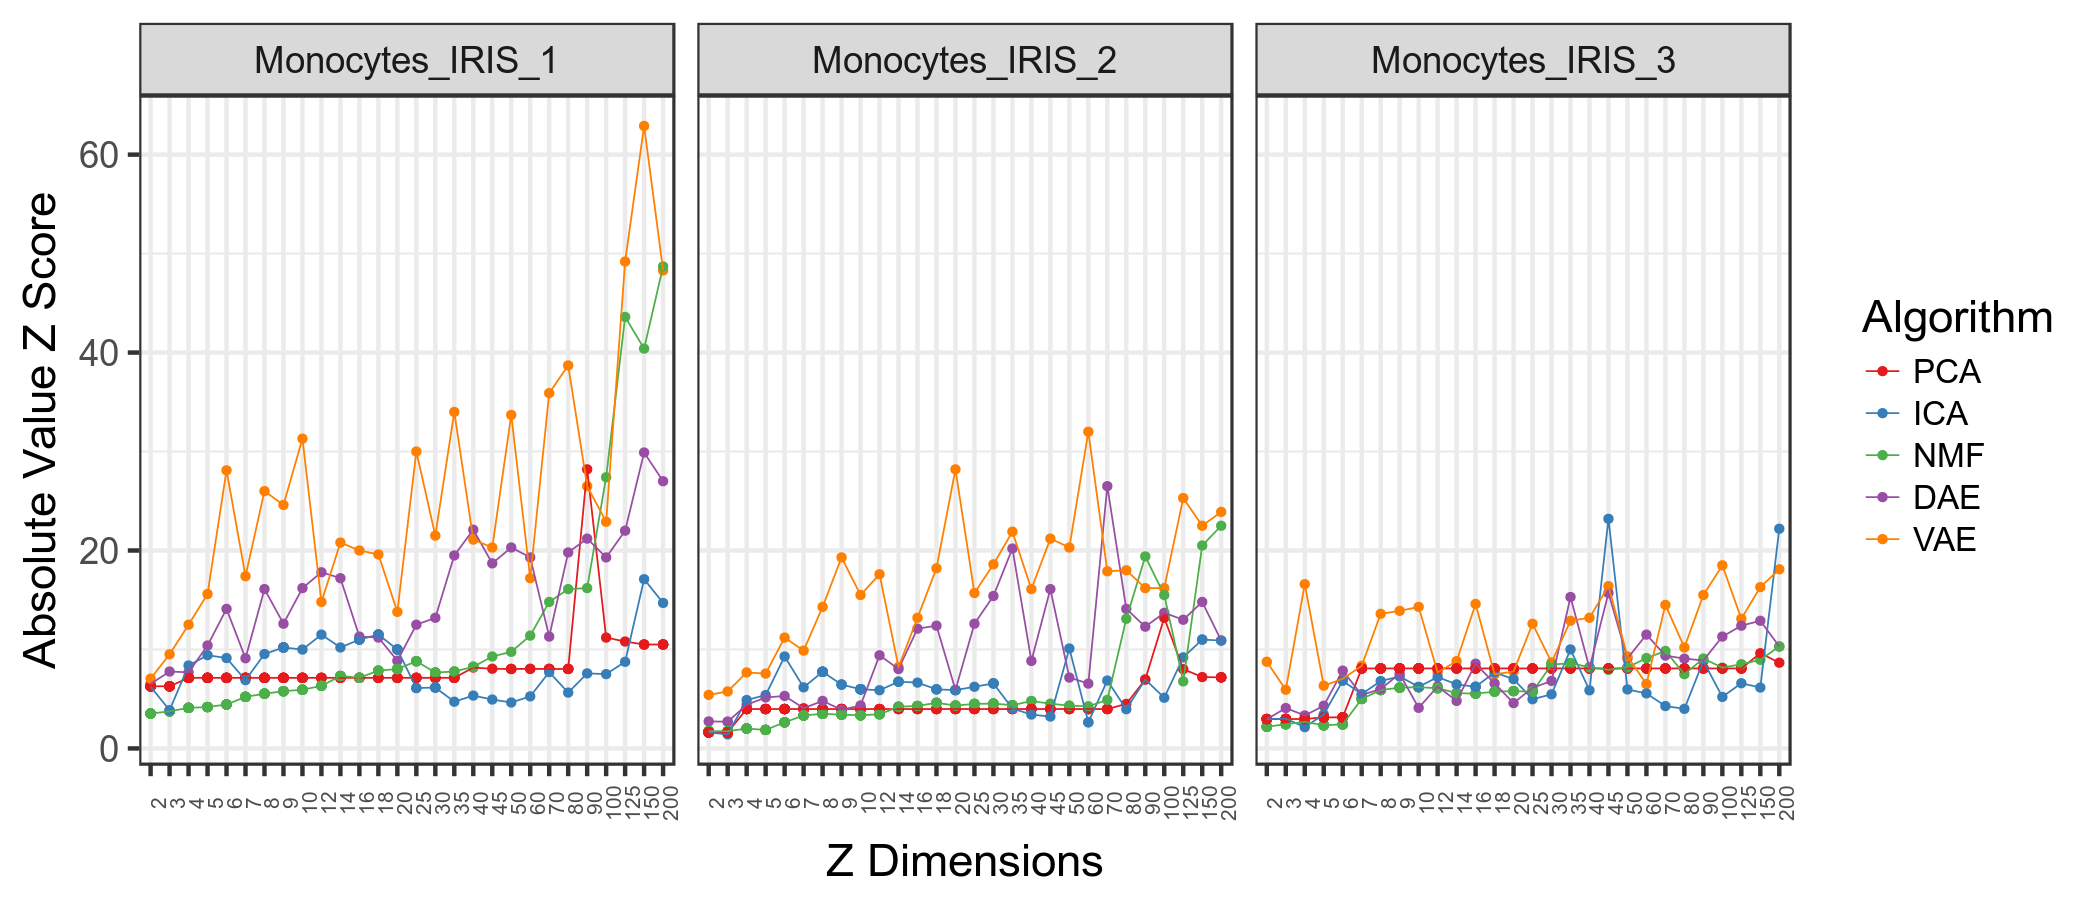 Monocytes_IRIS_1 Monocytes_IRIS_2 Monocytes_IRIS_3
Absolute Value Z Score
60
40
20
0
2 3 4 5 6 7 8 9 10 12 14 16 18 20 25 30 35 40 45 50 60 70 80 90 100 125 150 200
2 3 4 5 6 7 8 9 10 12 14 16 18 20 25 30 35 40 45 50 60 70 80 90 100 125 150 200
2 3 4 5 6 7 8 9 10 12 14 16 18 20 25 30 35 40 45 50 60 70 80 90 100 125 150 200
Z Dimensions
Algorithm
PCA
ICA
NMF
DAE
VAE